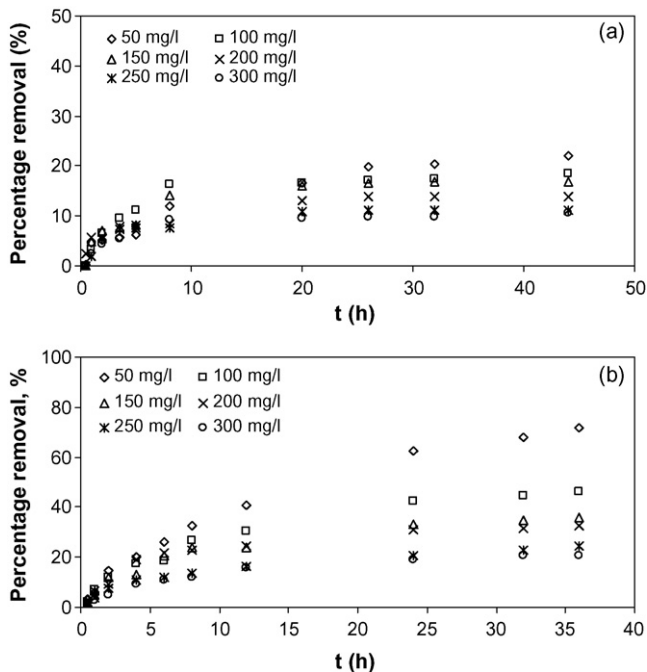 (a)
50 mg/l 100 mg/l
150 mg/l 200 mg/l
250 mg/l 300 mg/l
Percentage removal (%)
50
40
30
20
10
0
0 10 20 30 40 50
t (h)
(b)
50 mg/l 100 mg/l
150 mg/l 200 mg/l
250 mg/l 300 mg/l
Percentage removal, %
100
80
60
40
20
0
0 5 10 15 20 25 30 35 40
t (h)